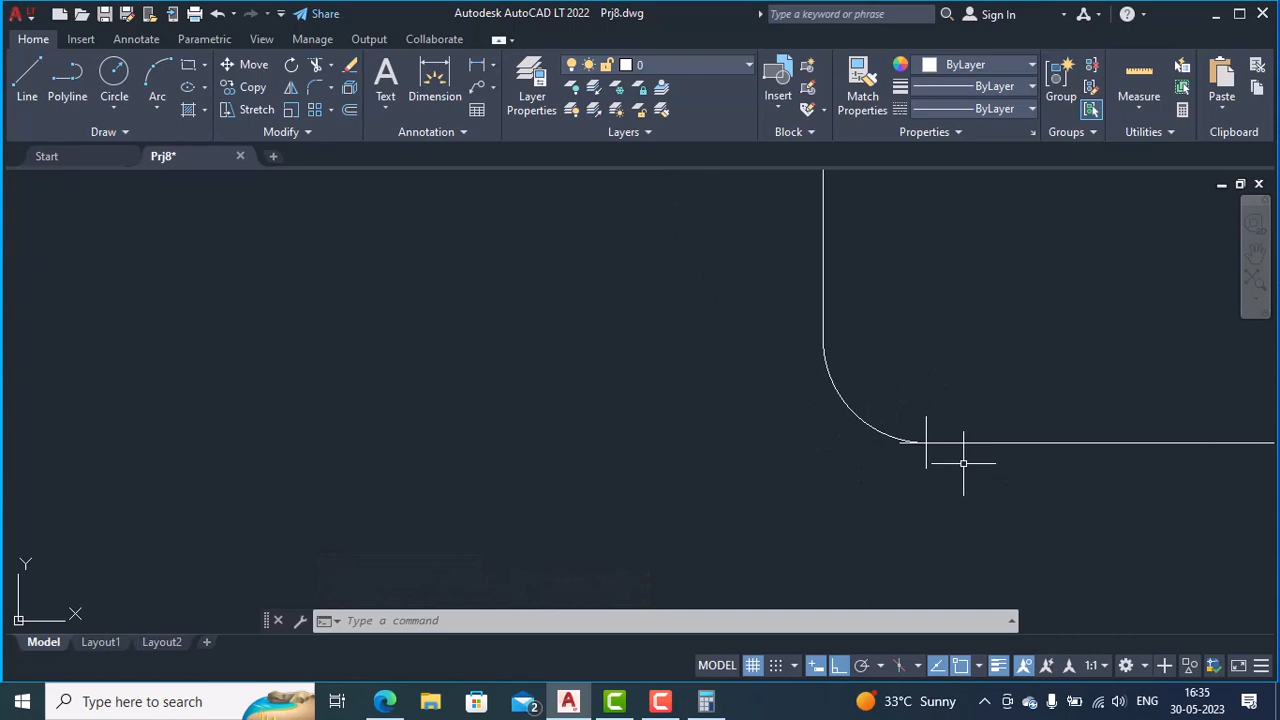 Share
Autodesk AutoCAD LT 2022 Prj8.dwg
Type a keyword or phrase
Sign In
Home Insert Annotate Parametric View Manage Output Collaborate
Line Polyline Circle Arc
Draw
Move
Copy
Stretch
Modify
Text Dimension
Annotation
Layer Properties
0
Layers
Insert
Block
Match Properties
ByLayer
ByLayer
ByLayer
Properties
Group
Groups
Measure
Utilities
Paste
Clipboard
Start Prj8*
Y
X
Type a command
Model Layout1 Layout2
MODEL 1:1
Type here to search
2
33°C Sunny
ENG
16:35
30-05-2023